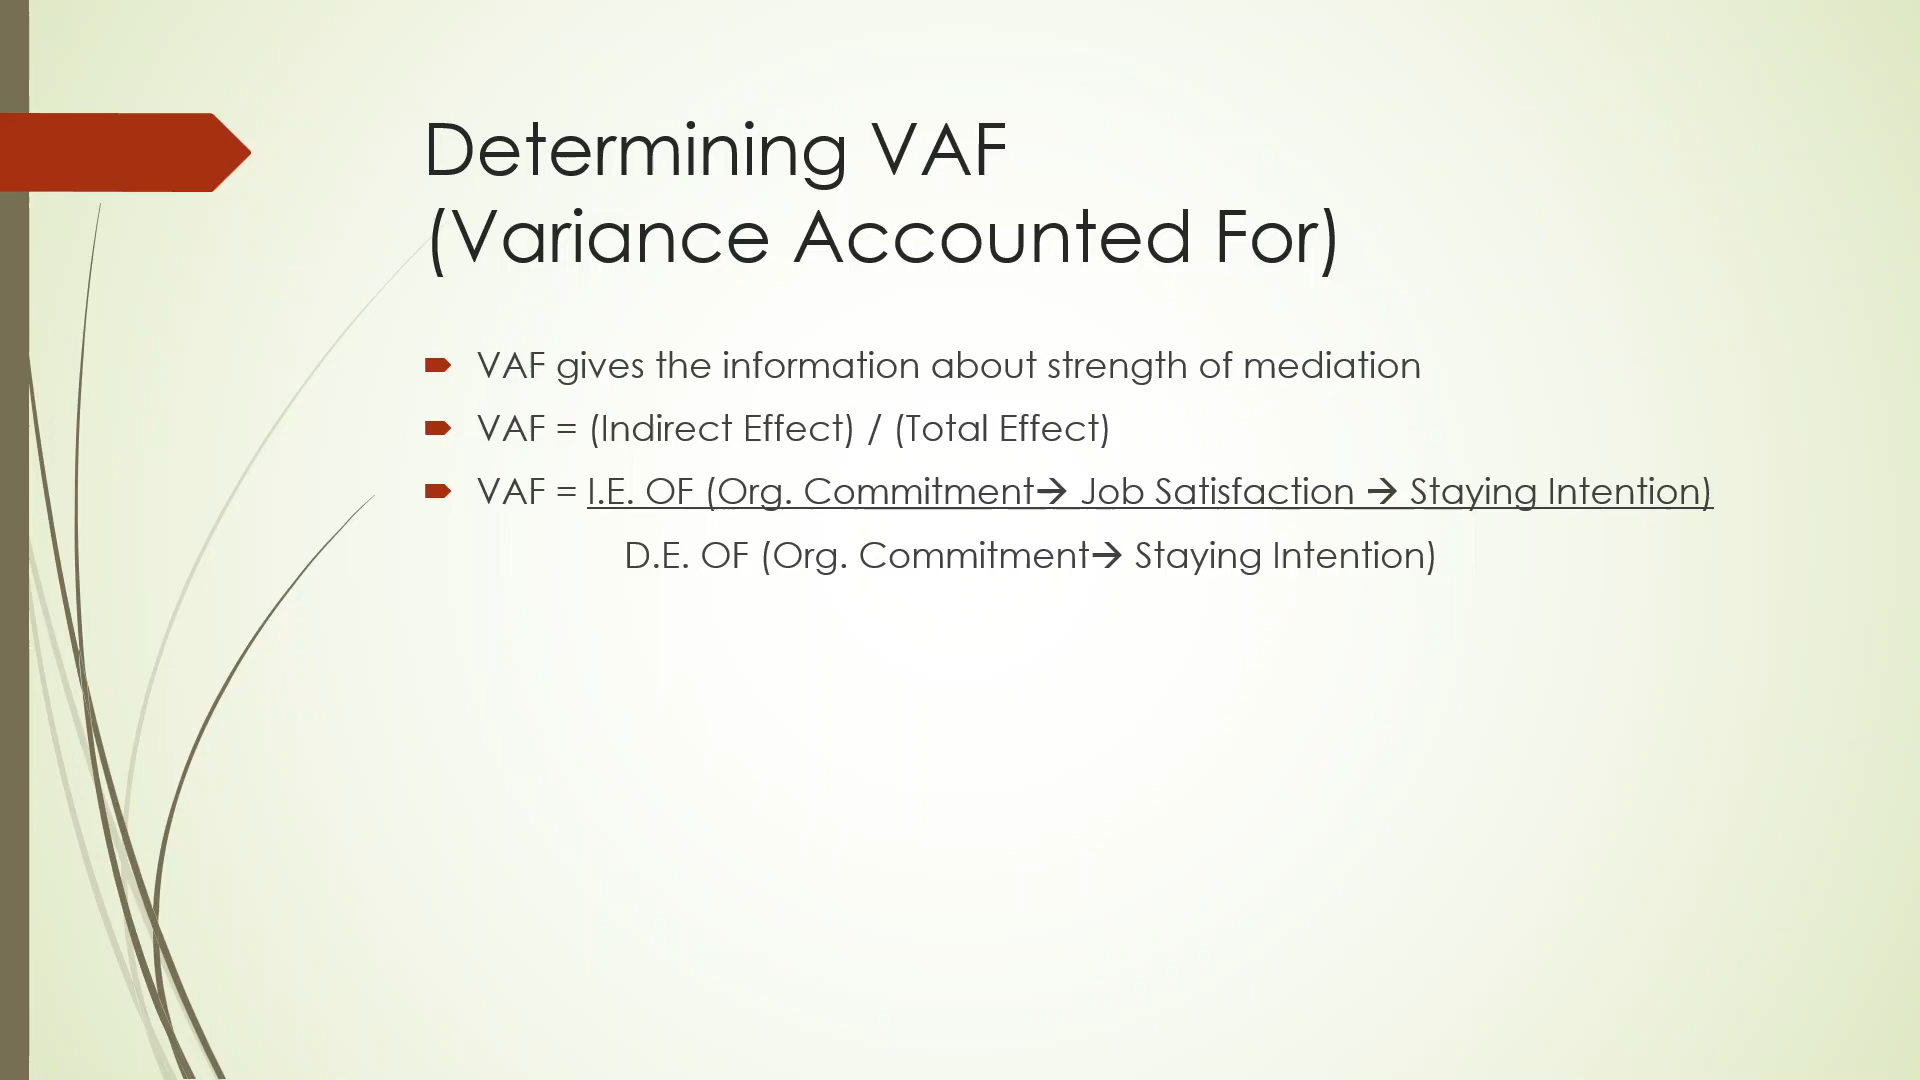 Determining VAF
(Variance Accounted For)
VAF gives the information about strength of mediation
VAF = (Indirect Effect) / (Total Effect)
VAF = I.E. OF (Org. Commitment→ Job Satisfaction → Staying Intention)
D.E. OF (Org. Commitment→ Staying Intention)